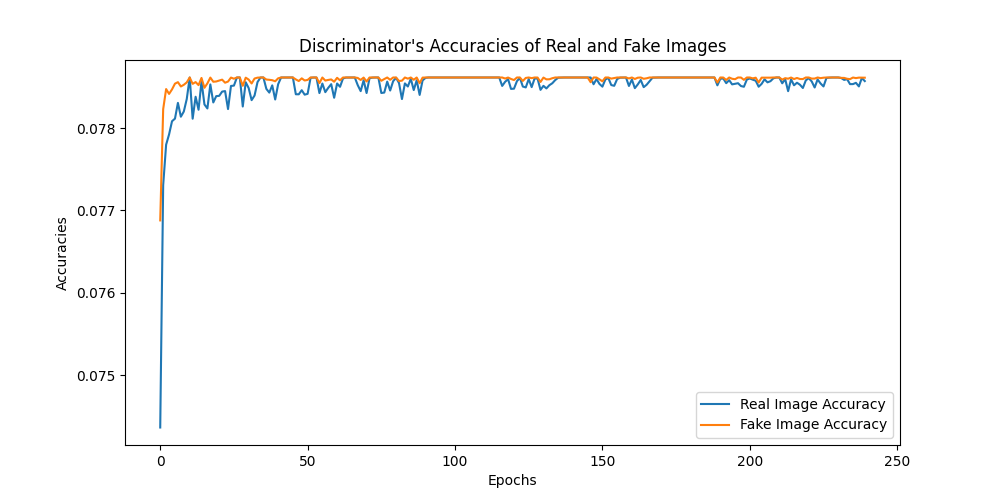 Discriminator's Accuracies of Real and Fake Images
Accuracies
0.078
0.077
0.076
0.075
0 50 100 150 200 250
Epochs
Real Image Accuracy
Fake Image Accuracy